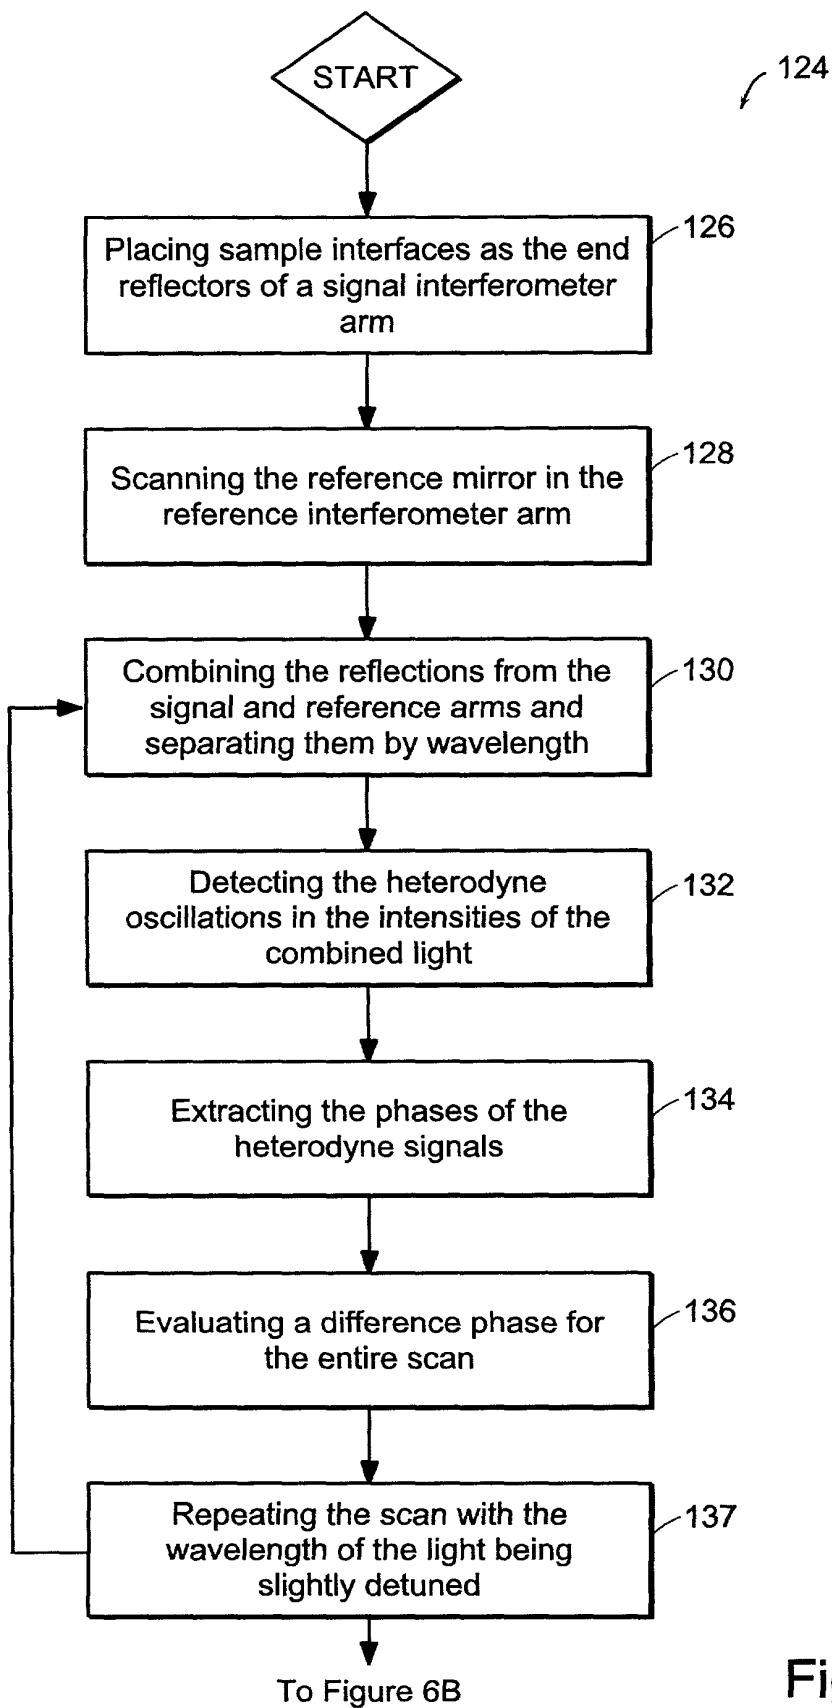 START
124
Placing sample interfaces as the end
reflectors of a signal interferometer
arm
126
Scanning the reference mirror in the
reference interferometer arm
128
Combining the reflections from the
signal and reference arms and
separating them by wavelength
130
Detecting the heterodyne
oscillations in the intensities of the
combined light
132
Extracting the phases of the
heterodyne signals
134
Evaluating a difference phase for
the entire scan
136
Repeating the scan with the
wavelength of the light being
slightly detuned
137
To Figure 6B